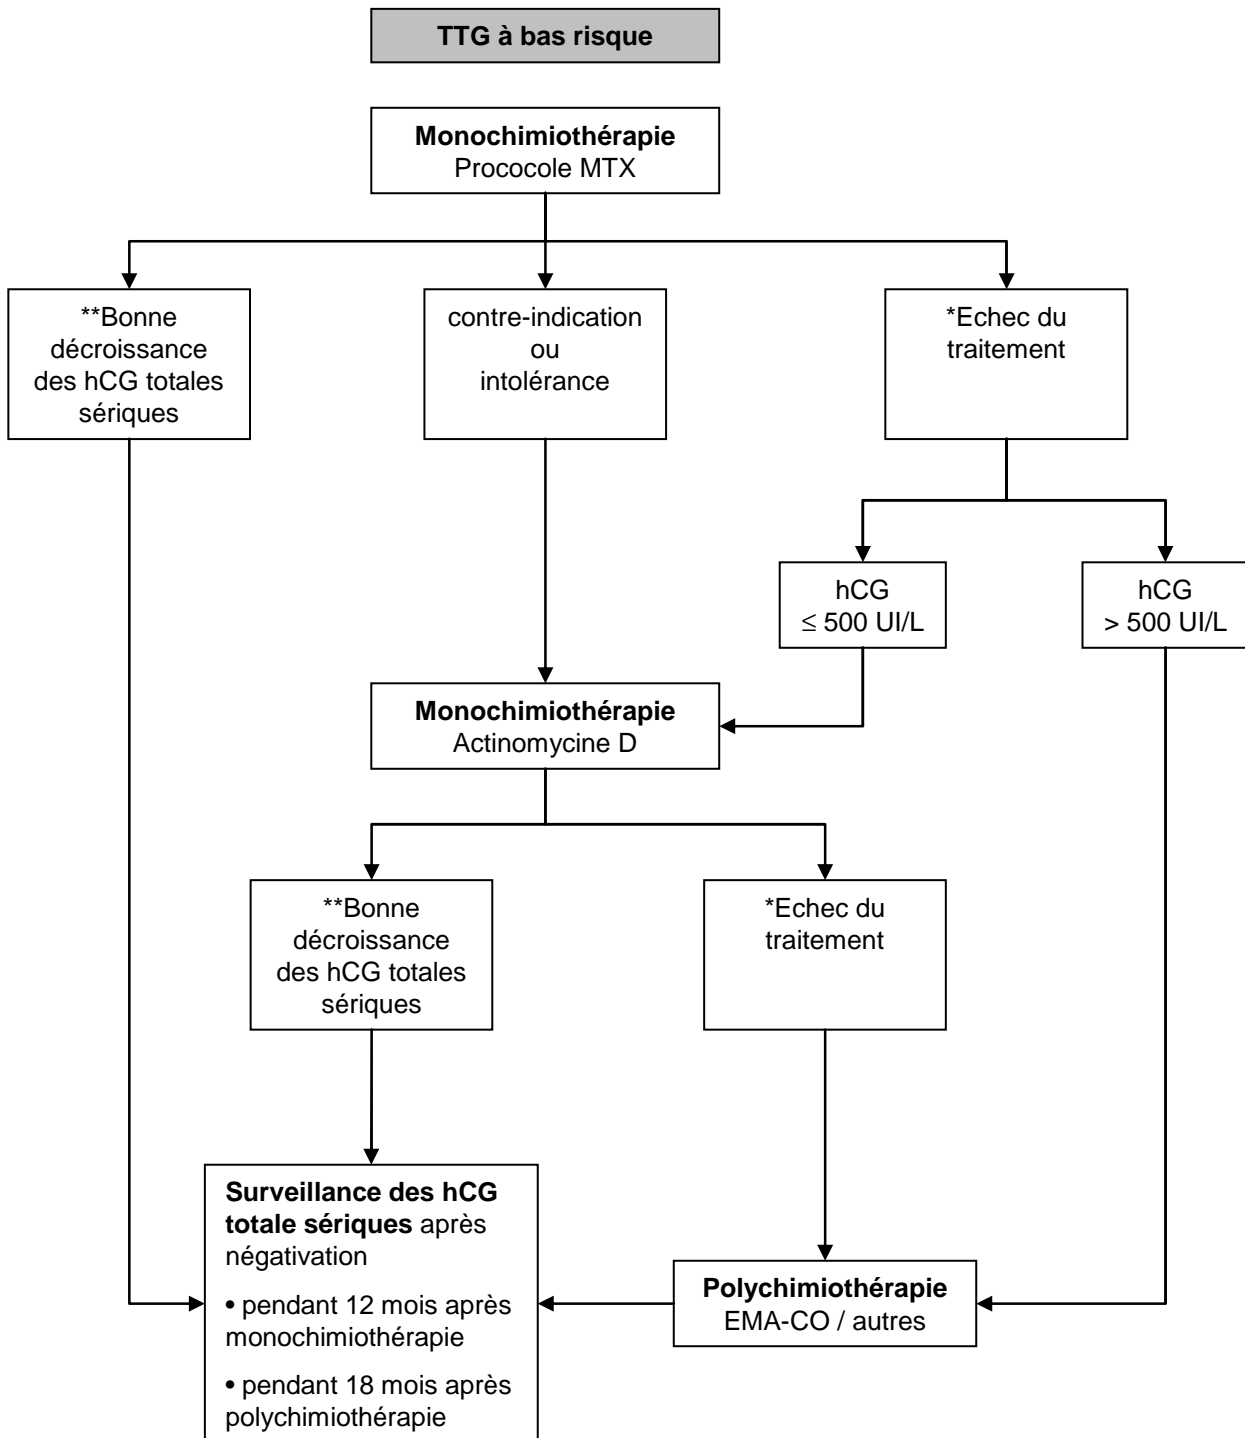 TTG à bas risque
Monochimiothérapie
Prococole MTX
**Bonne
décroissance
des hCG totales
sériques
contre-indication
ou
intolérance
*Echec du
traitement
hCG
≤ 500 UI/L
hCG
> 500 UI/L
Monochimiothérapie
Actinomycine D
**Bonne
décroissance
des hCG totales
sériques
*Echec du
traitement
Surveillance des hCG
totale sériques après
négativation
• pendant 12 mois après
monochimiothérapie
• pendant 18 mois après
polychimiothérapie
Polychimiothérapie
EMA-CO / autres